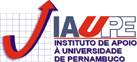 IAUPE
INSTITUTO DE APOIO
À UNIVERSIDADE
DE PERNAMBUCO